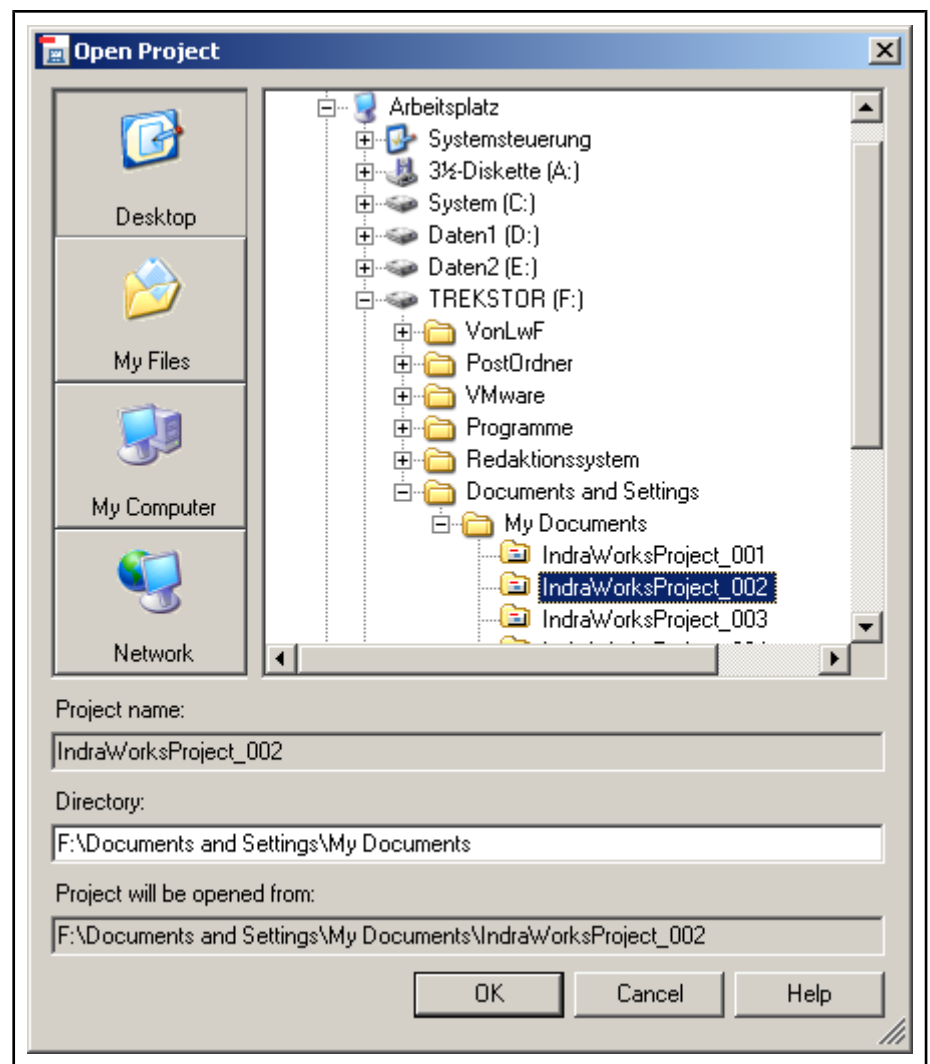 Open Project
Desktop
My Files
My Computer
Network
Arbeitsplatz
Systemsteuerung
3½-Diskette (A:)
System (C:)
Daten1 (D:)
Daten2 (E:)
TREKSTOR (F:)
VonLwF
PostOrdner
VMware
Programme
Redaktionssystem
Documents and Settings
My Documents
IndraWorksProject_001
IndraWorksProject_002
IndraWorksProject_003
Project name:
IndraWorksProject_002
Directory:
F:\Documents and Settings\My Documents
Project will be opened from:
F:\Documents and Settings\My Documents\IndraWorksProject_002
OK
Cancel
Help